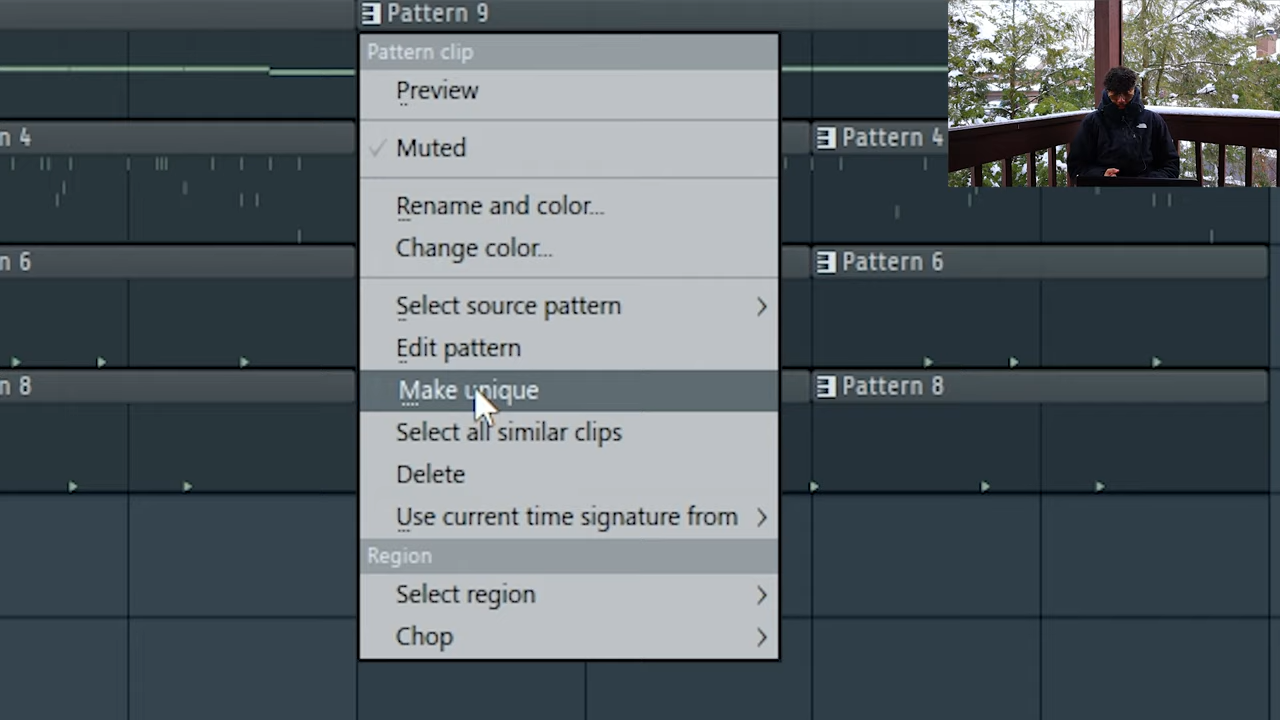 Pattern 9
Pattern clip
Preview
n 4
Muted
Pattern 4
Rename and color...
Change color...
n 6
Pattern 6
Select source pattern
Edit pattern
n 8
Make unique
Pattern 8
Select all similar clips
Delete
Use current time signature from
Region
Select region
Chop